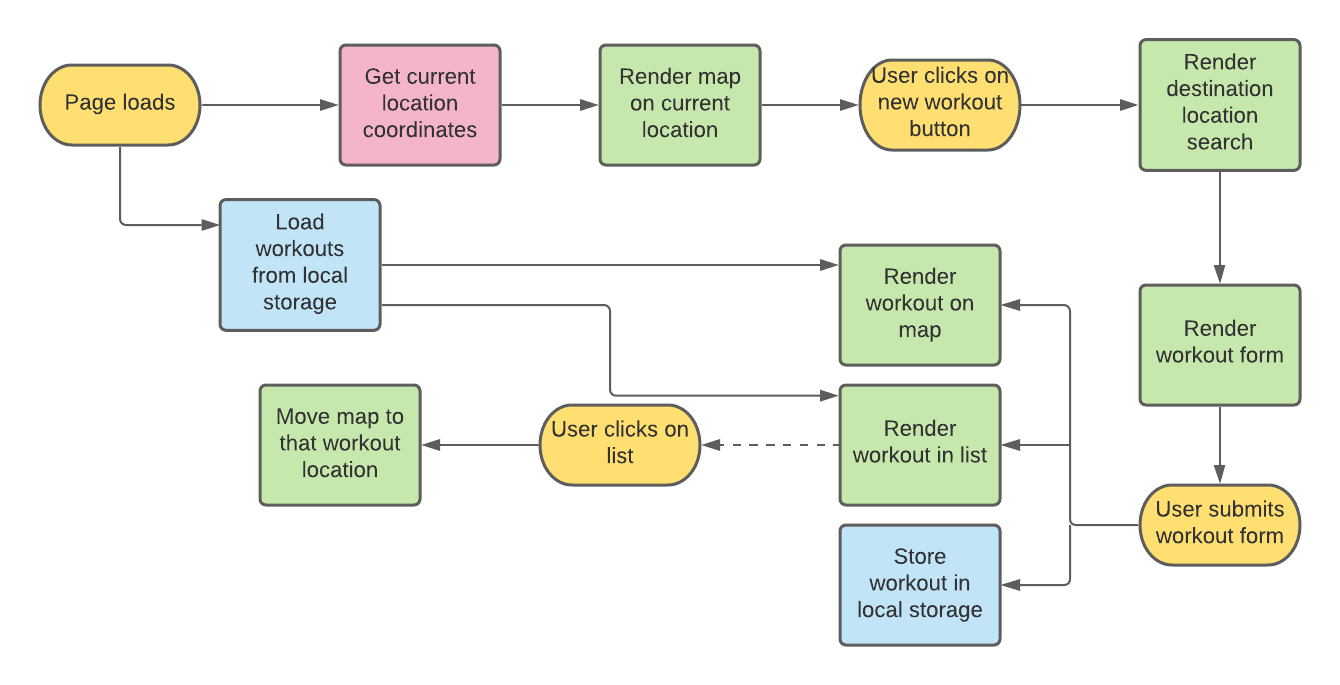 Page loads
Get current
location
coordinates
Render map
on current
location
User clicks on
new workout
button
Render
destination
location
search
Load
workouts
from local
storage
Render
workout on
map
Render
workout form
Move map to
that workout
location
User clicks on
list
Render
workout in list
User submits
workout form
Store
workout in
local storage